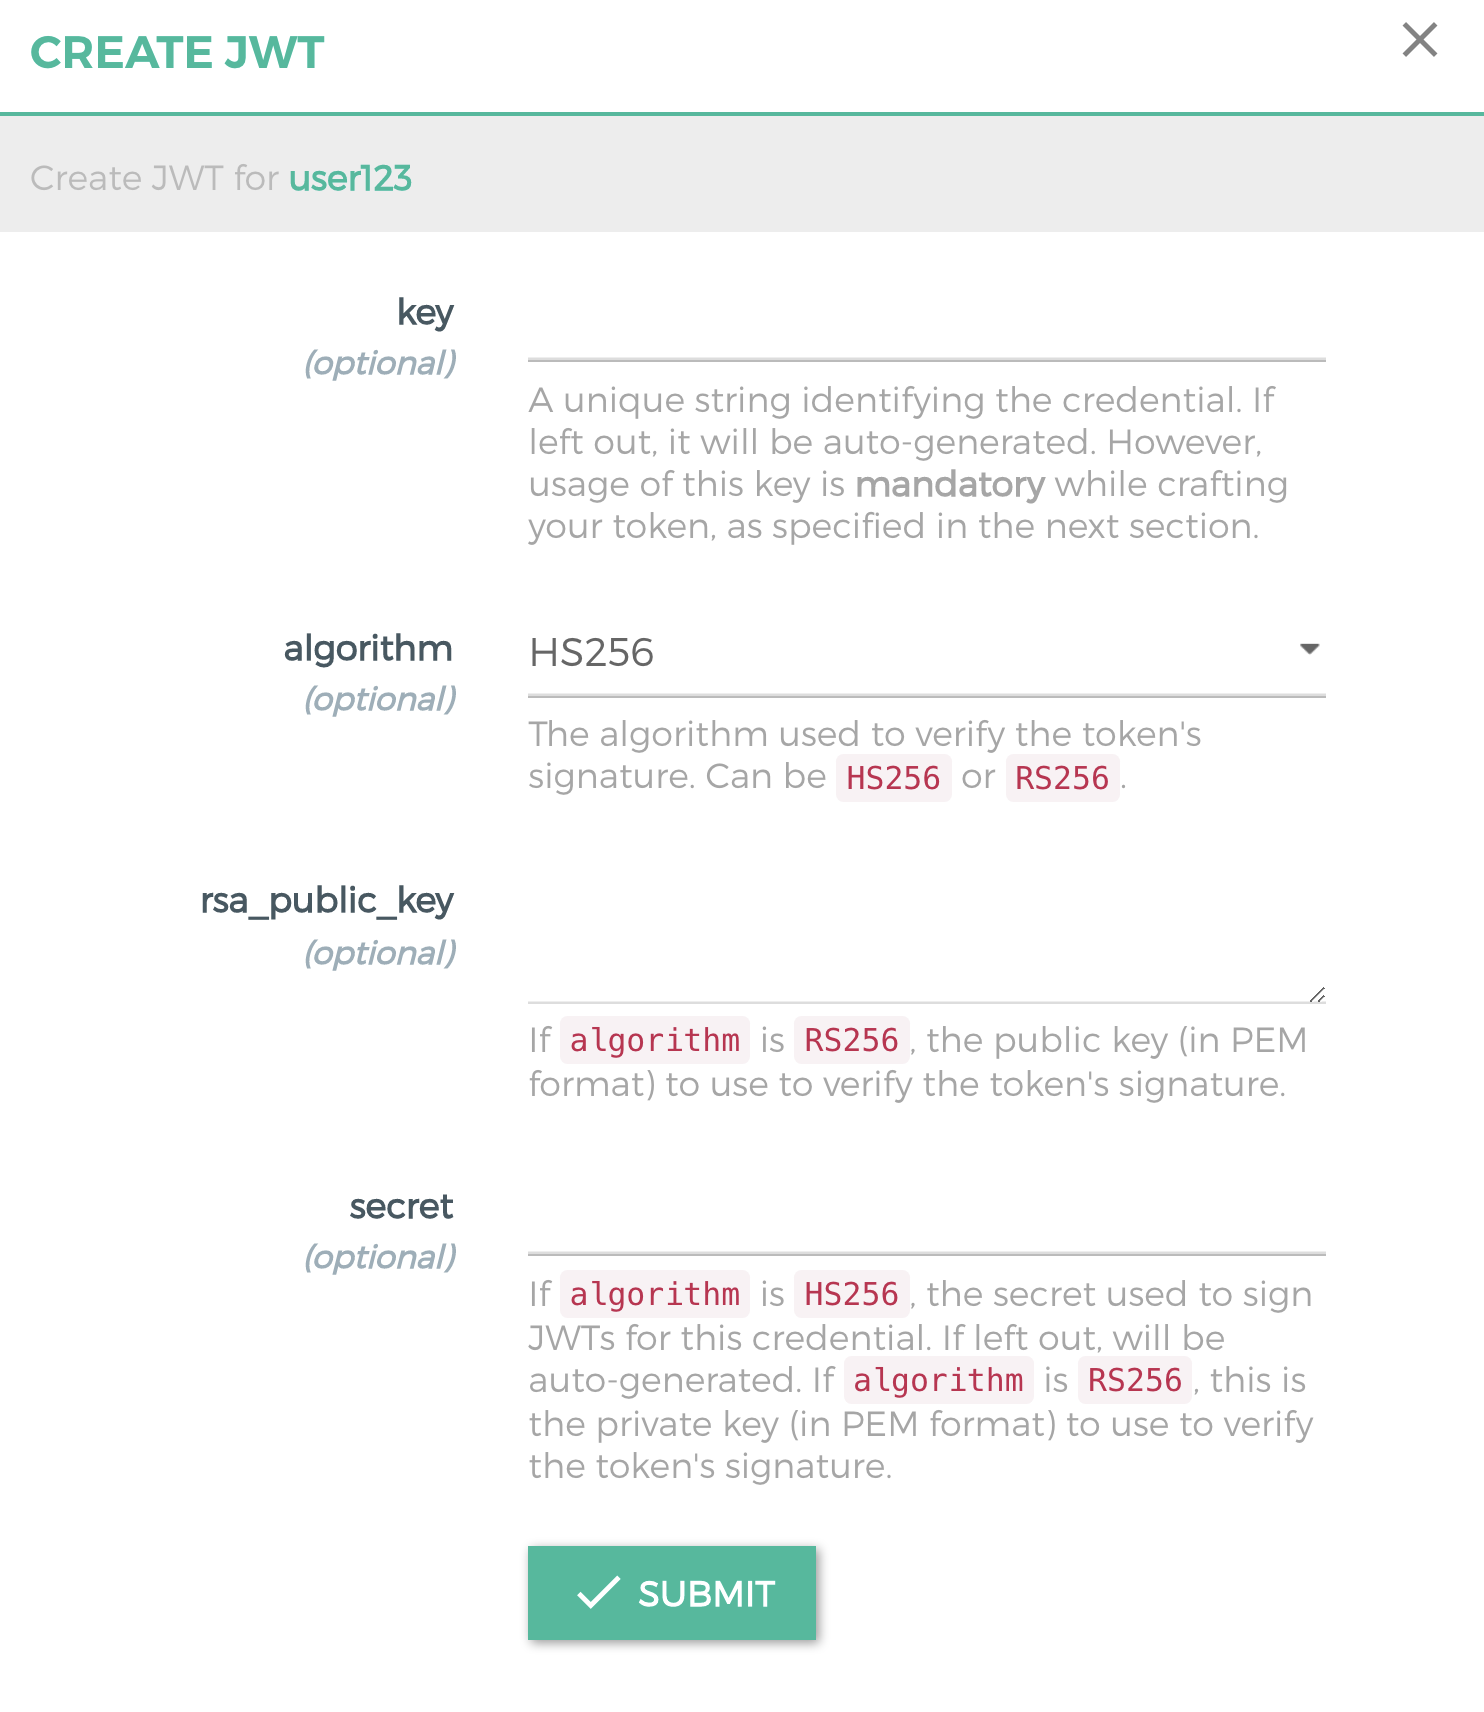 CREATE JWT
Create JWT for user123
key
(optional)
A unique string identifying the credential. If
left out, it will be auto-generated. However,
usage of this key is mandatory while crafting
your token, as specified in the next section.
algorithm
(optional)
HS256
The algorithm used to verify the token's
signature. Can be HS256 or RS256.
rsa_public_key
(optional)
If algorithm is RS256, the public key (in PEM
format) to use to verify the token's signature.
secret
(optional)
If algorithm is HS256, the secret used to sign
JWTs for this credential. If left out, will be
auto-generated. If algorithm is RS256, this is
the private key (in PEM format) to use to verify
the token's signature.
SUBMIT